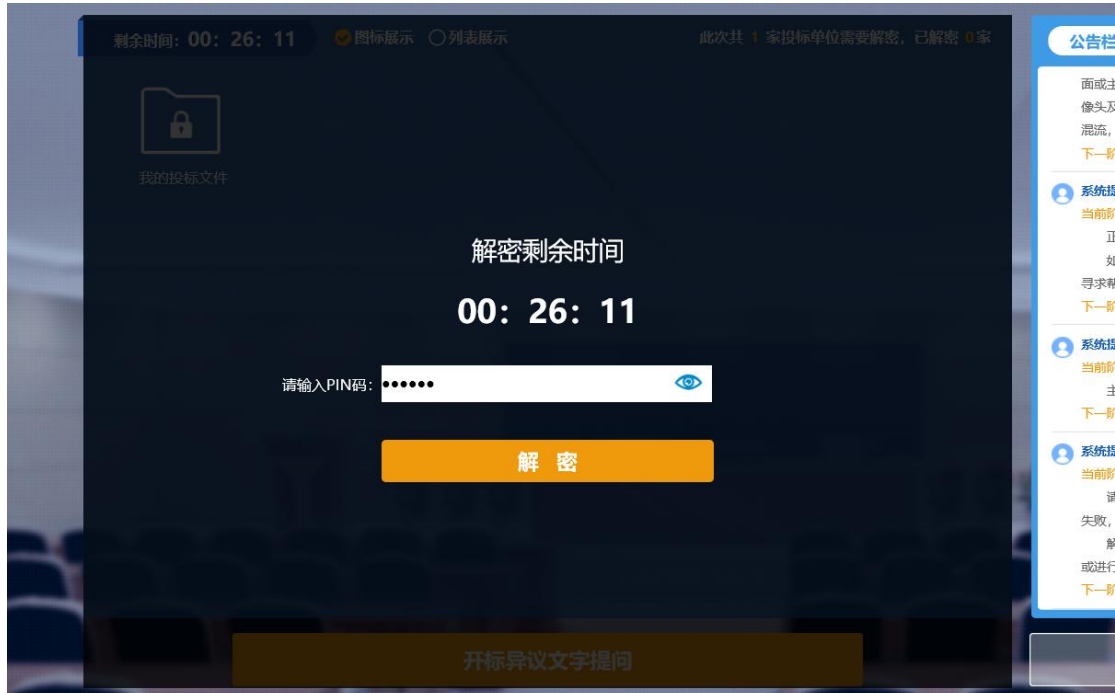 剩余时间：00：26：11 图标展示 列表展示 此次共 1 家投标单位需要解密，已解密 0家
我的投标文件
解密剩余时间
00：26：11
请输入PIN码：••••••
解 密
开标异议文字提问
公告栏
面或主
像头及
混流，
下一阶
系统提
当前阶
正
如
寻求帮
下一阶
系统提
当前阶
主
下一阶
系统提
当前阶
请
失败，
解
或进行
下一阶